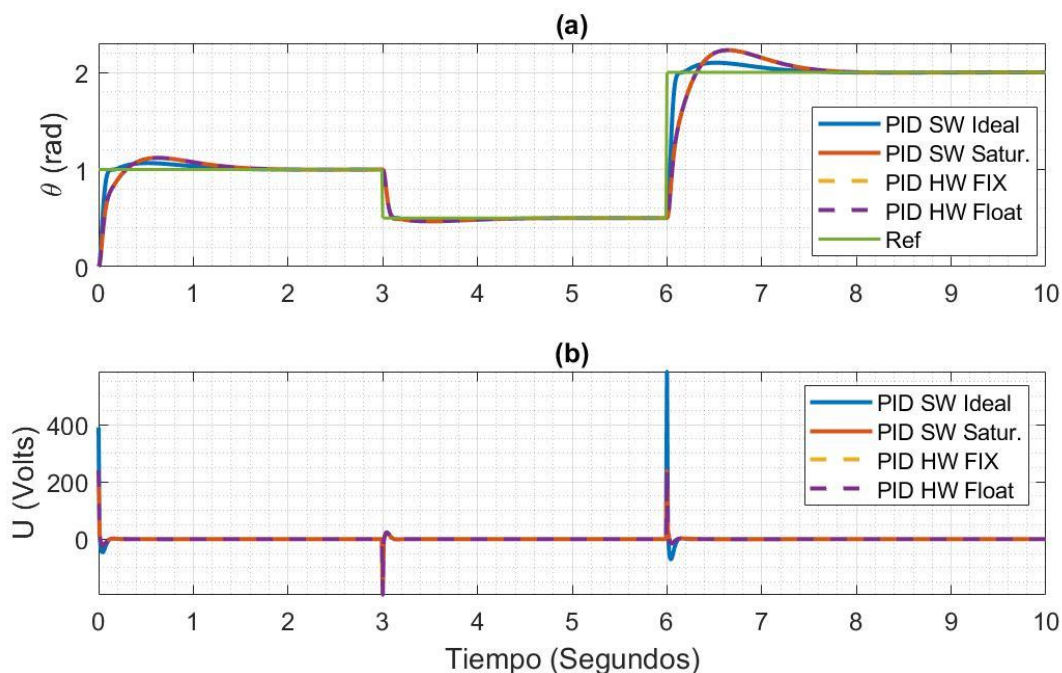 (a)
θ (rad)
2
1
0
PID SW Ideal
PID SW Satur.
PID HW FIX
PID HW Float
Ref
0 1 2 3 4 5 6 7 8 9 10
(b)
U (Volts)
400
200
0
PID SW Ideal
PID SW Satur.
PID HW FIX
PID HW Float
0 1 2 3 4 5 6 7 8 9 10
Tiempo (Segundos)